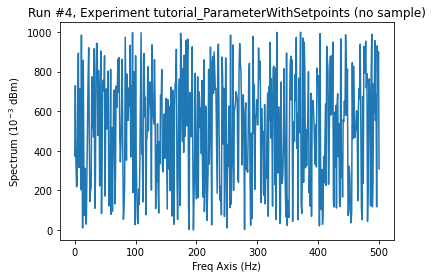 Run #4, Experiment tutorial_ParameterWithSetpoints (no sample)
1000
800
600
400
200
0
Spectrum (10⁻³ dBm)
0 100 200 300 400 500
Freq Axis (Hz)